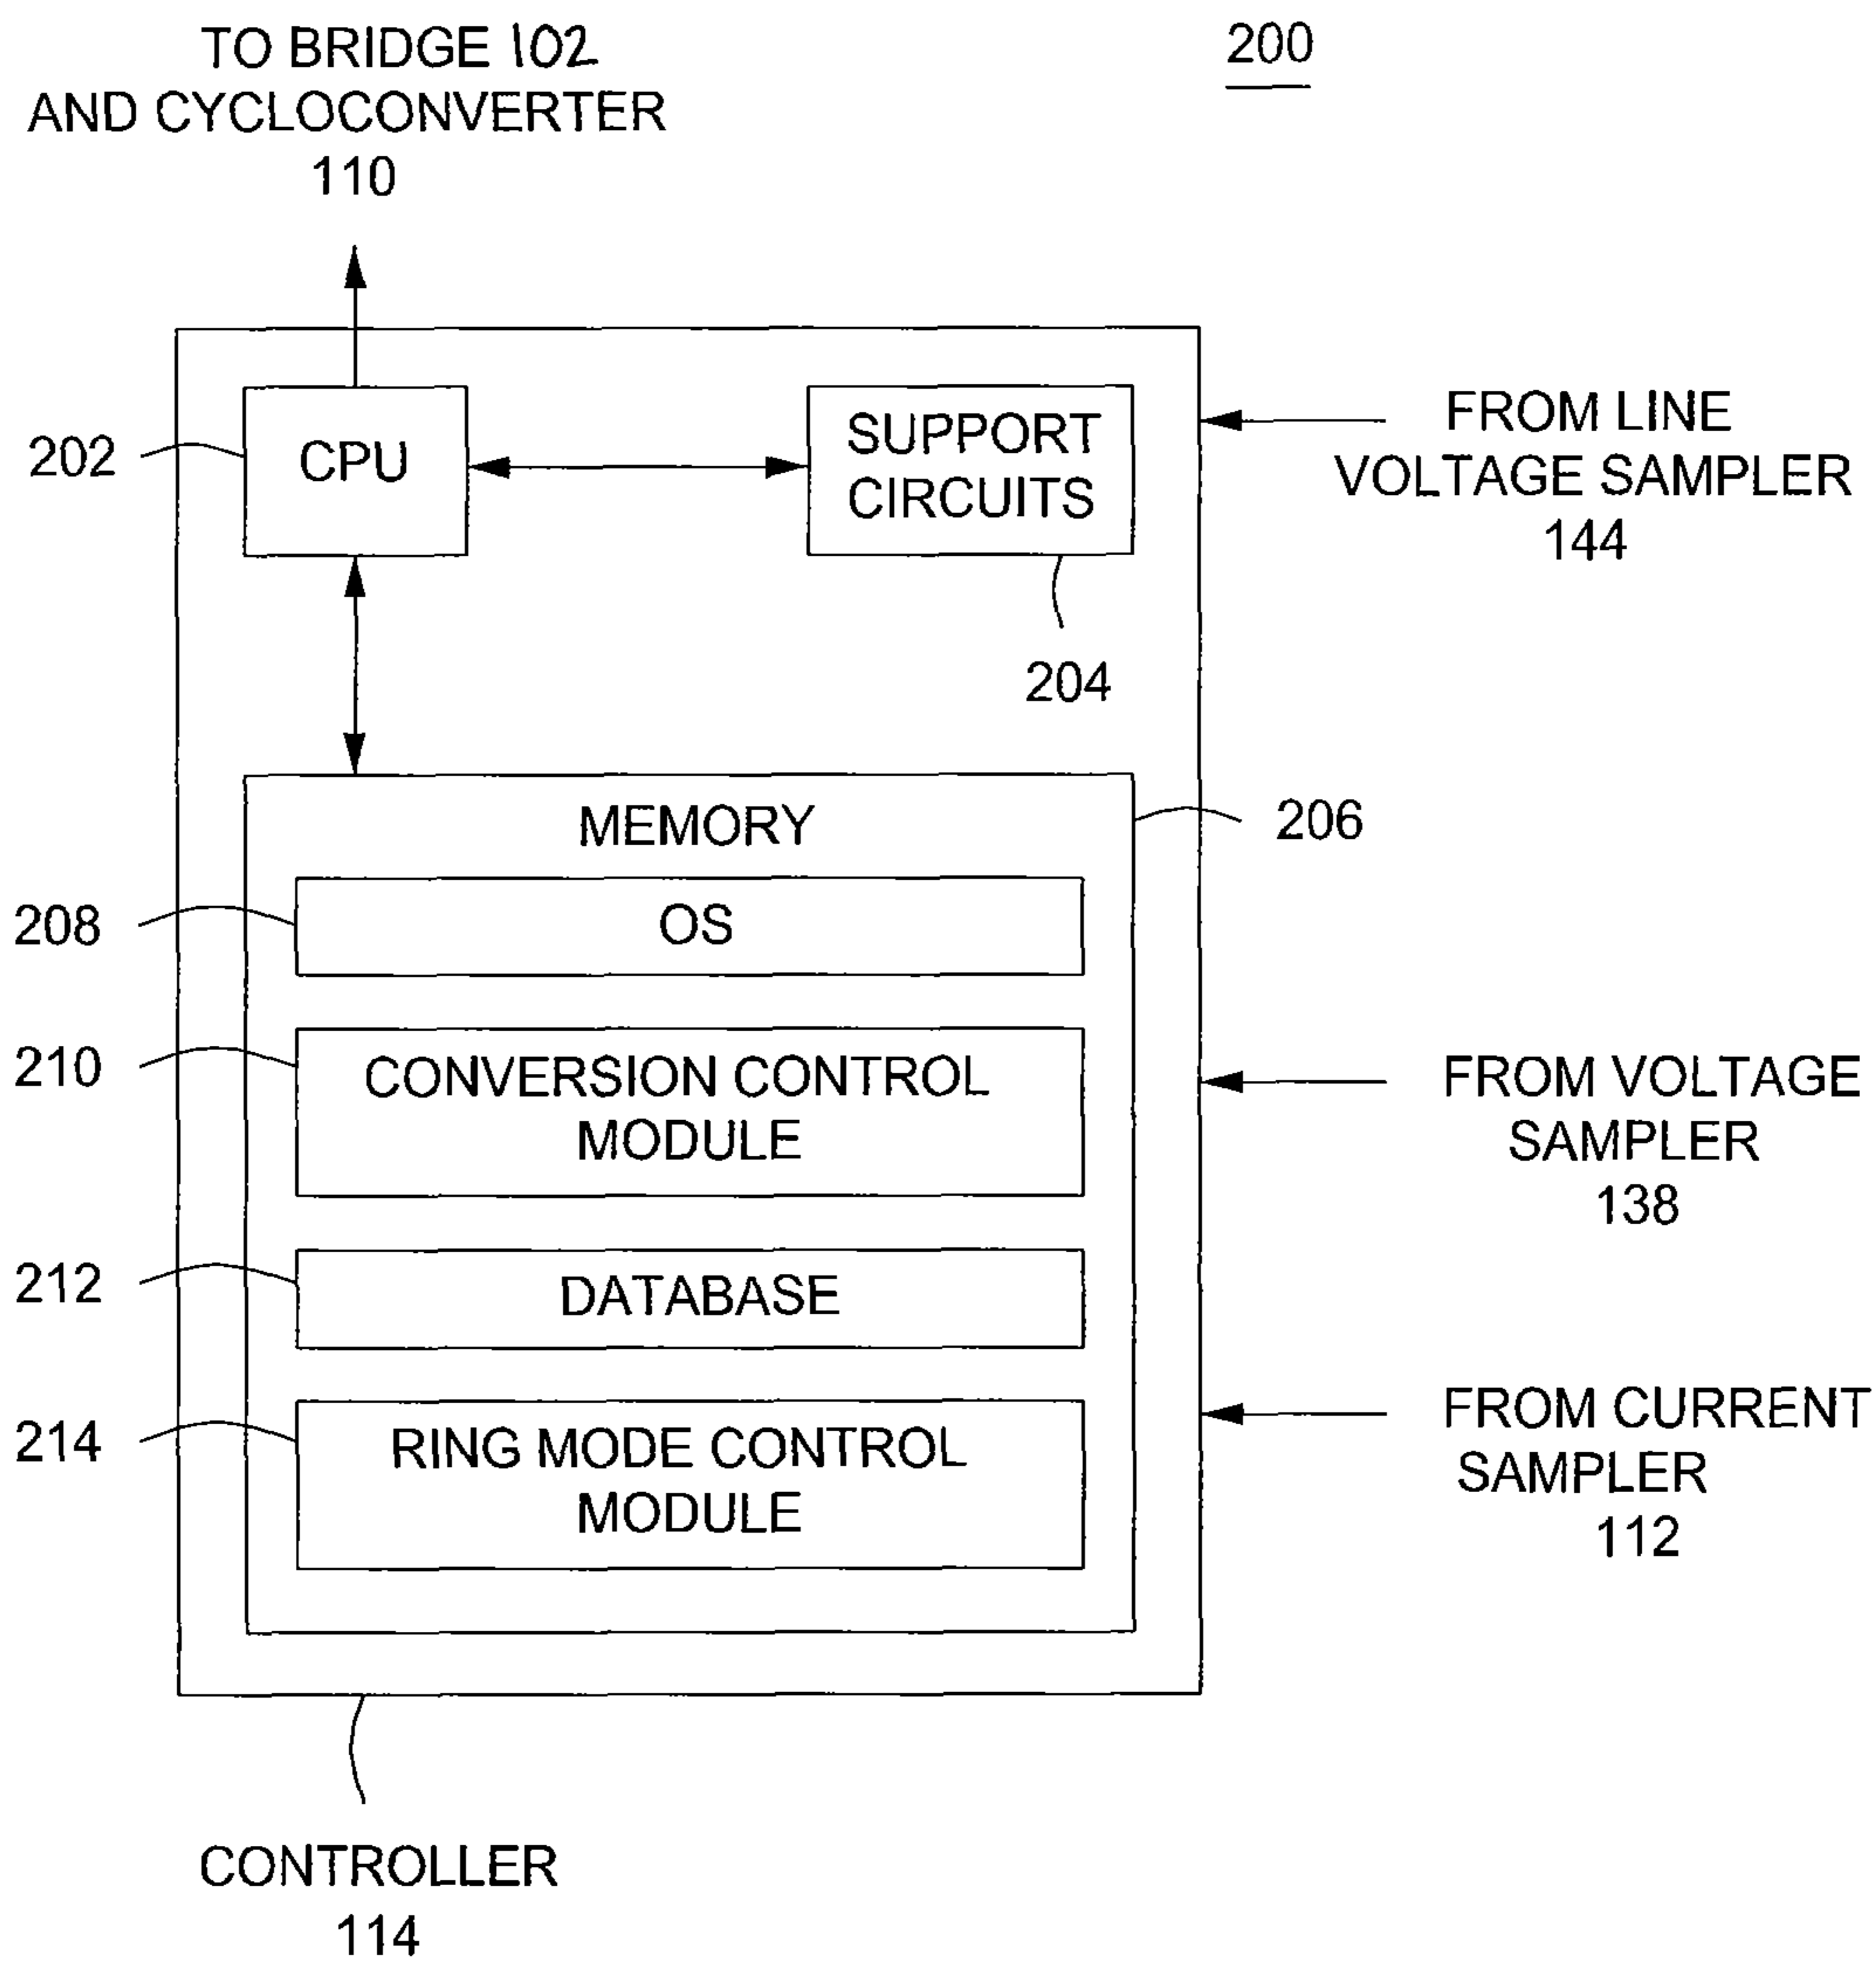 TO BRIDGE 102
AND CYCLOCONVERTER
110
200
CPU
202
SUPPORT
CIRCUITS
204
FROM LINE
VOLTAGE SAMPLER
144
MEMORY
206
OS
208
CONVERSION CONTROL
MODULE
210
FROM VOLTAGE
SAMPLER
138
DATABASE
212
RING MODE CONTROL
MODULE
214
FROM CURRENT
SAMPLER
112
CONTROLLER
114